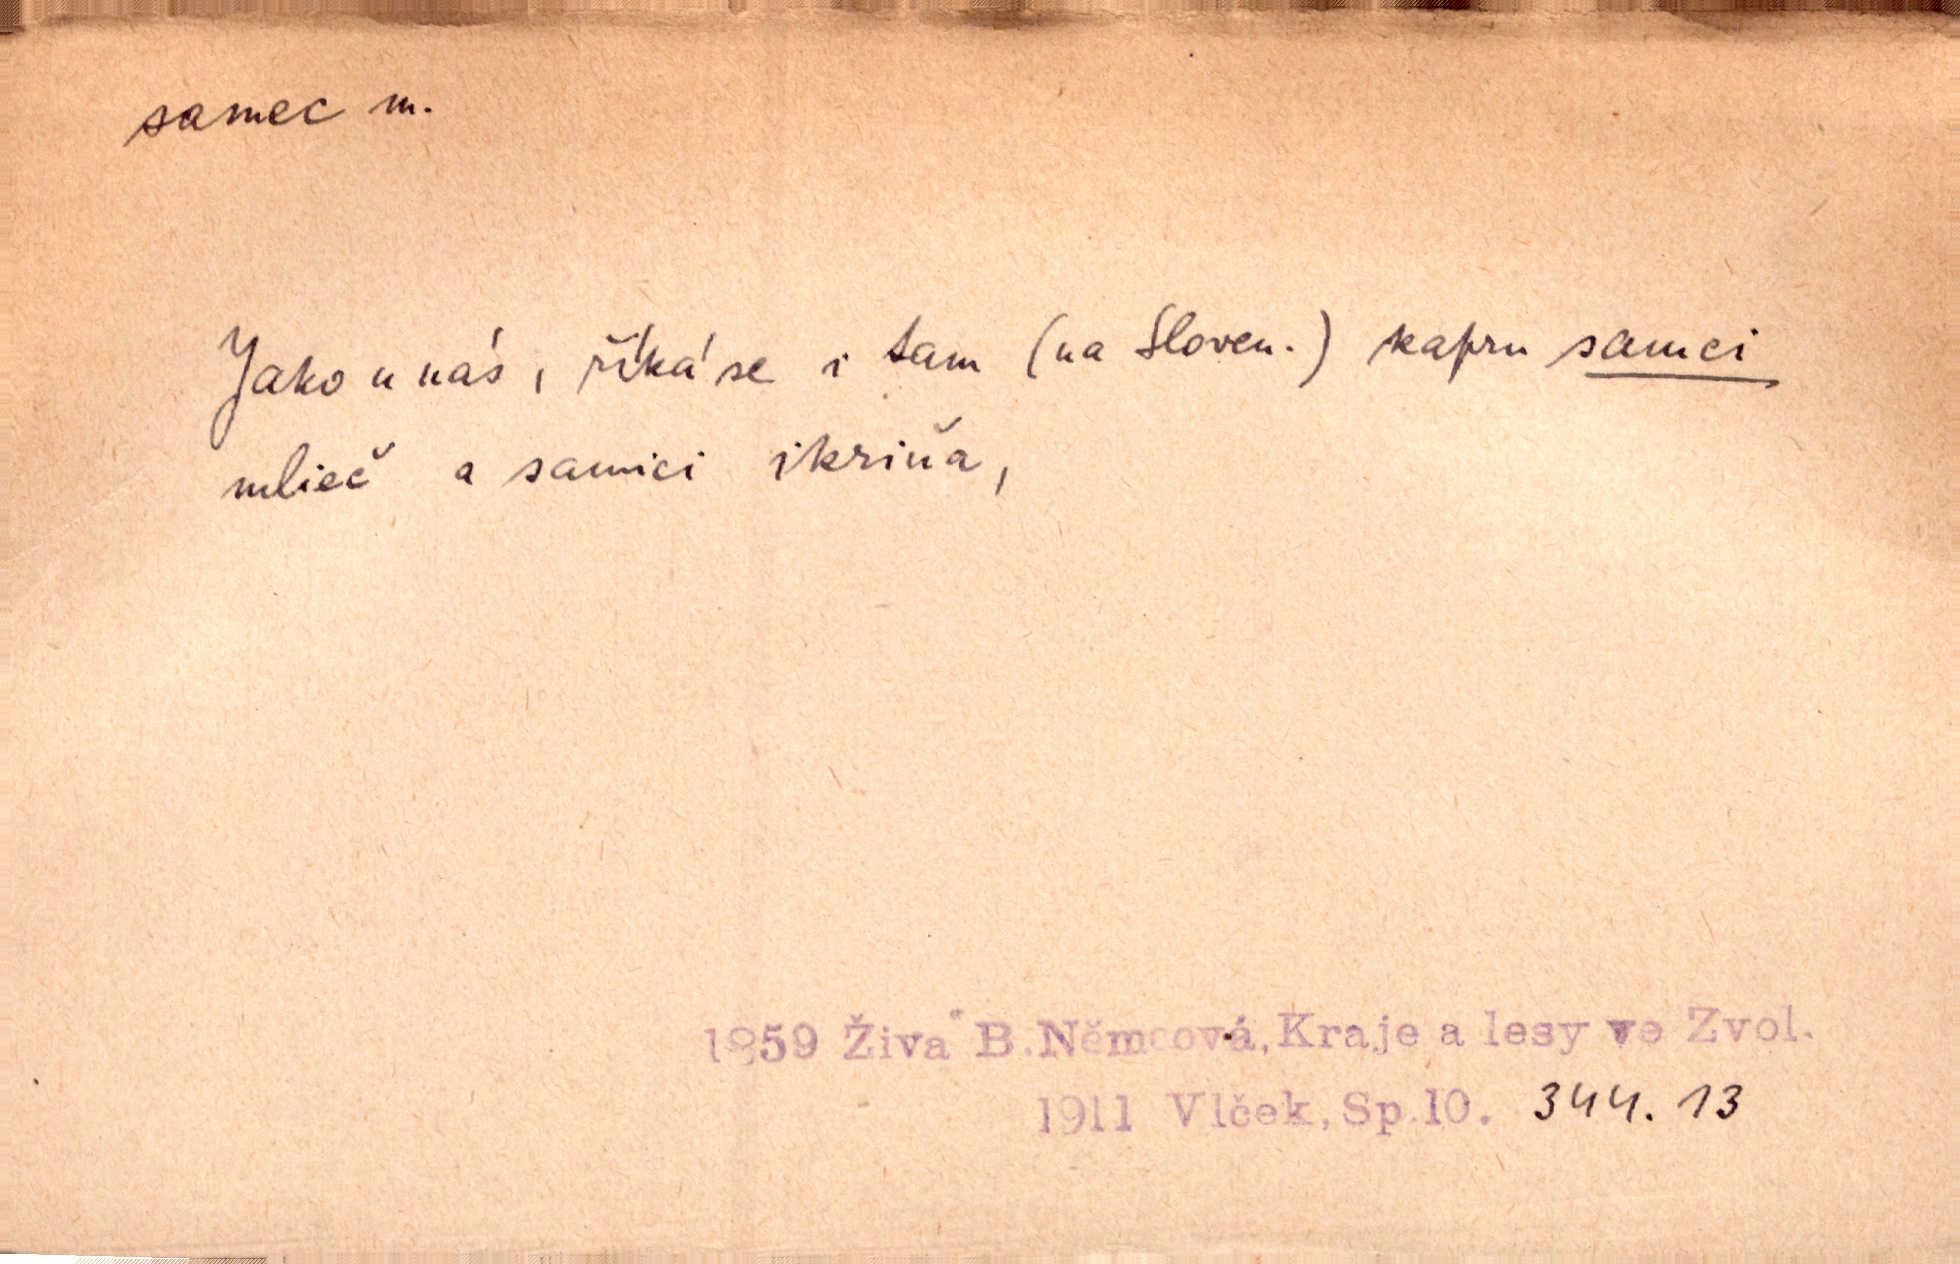 samec m.
Jako u nás, říká se i tam (na Sloven.) kapru samci
mlieč a samici ikriňa,
1859 Živa" B.Němcová, Kraje a lesy ve Zvol.
1911 Vlček, Sp.10. 344. 13